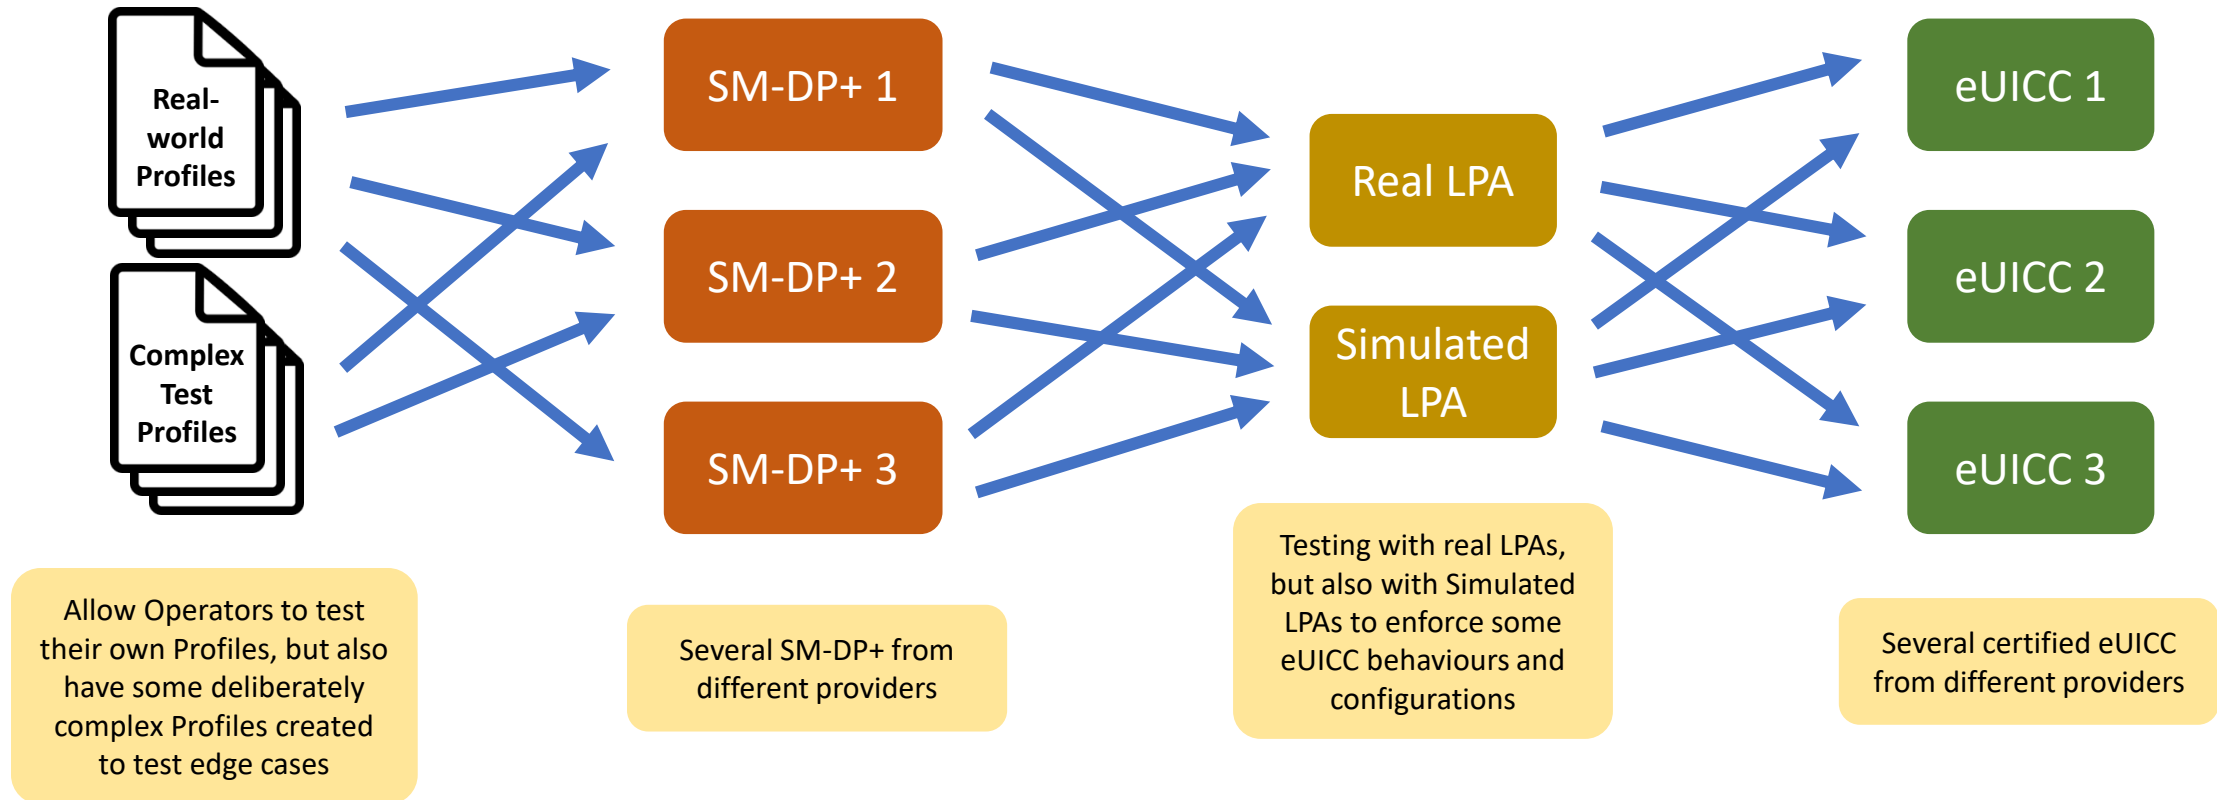 Real-
world
Profiles
Complex
Test
Profiles
SM-DP+ 1
SM-DP+ 2
SM-DP+ 3
Real LPA
Simulated
LPA
eUICC 1
eUICC 2
eUICC 3
Allow Operators to test
their own Profiles, but also
have some deliberately
complex Profiles created
to test edge cases
Several SM-DP+ from
different providers
Testing with real LPAs,
but also with Simulated
LPAs to enforce some
eUICC behaviours and
configurations
Several certified eUICC
from different providers